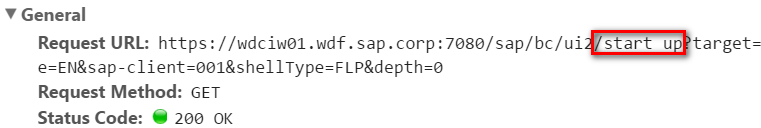 General
Request URL: https://wdciw01.wdf.sap.corp:7080/sap/bc/ui2/start_up?target=
e=EN&sap-client=001&shellType=FLP&depth=0
Request Method: GET
Status Code: 200 OK